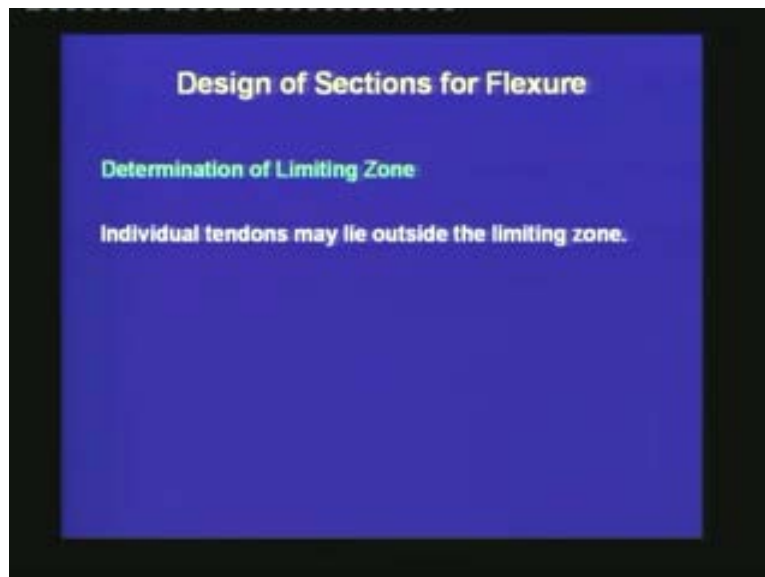 Design of Sections for Flexure
Determination of Limiting Zone
Individual tendons may lie outside the limiting zone.